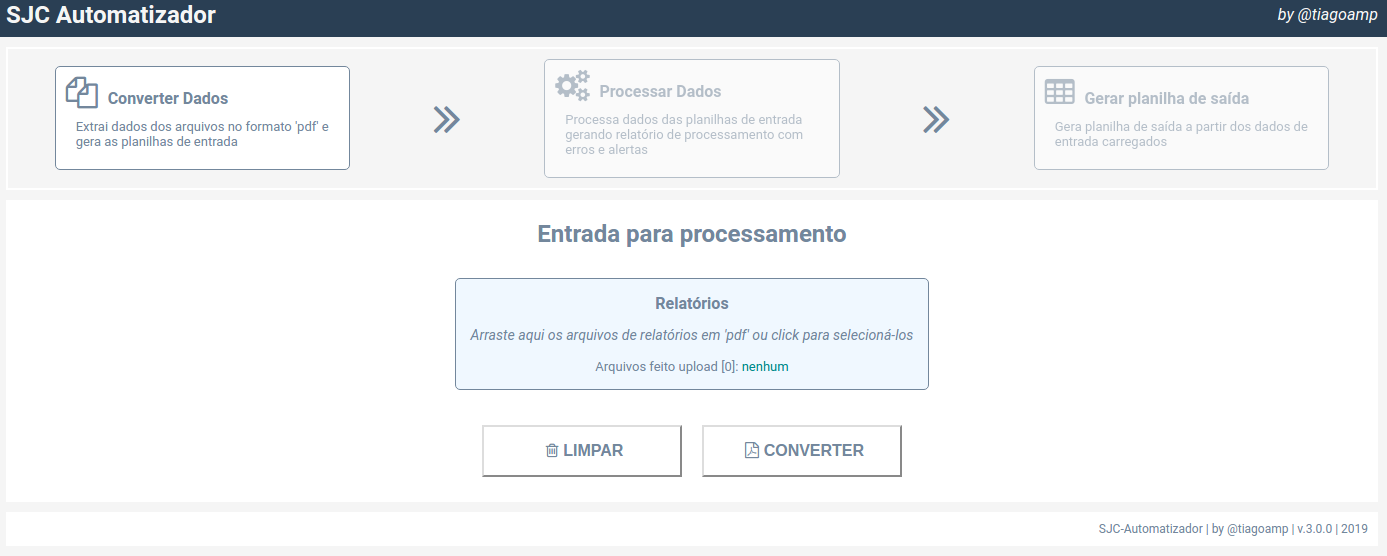 SJC Automatizador
by @tiagoamp
Converter Dados
Extrai dados dos arquivos no formato 'pdf' e
gera as planilhas de entrada
Processar Dados
Processa dados das planilhas de entrada
gerando relatório de processamento com
erros e alertas
Gerar planilha de saída
Gera planilha de saída a partir dos dados de
entrada carregados
Entrada para processamento
Relatórios
Arraste aqui os arquivos de relatórios em 'pdf' ou click para selecioná-los
Arquivos feito upload [0]: nenhum
LIMPAR
CONVERTER
SJC-Automatizador | by @tiagoamp | v.3.0.0 | 2019